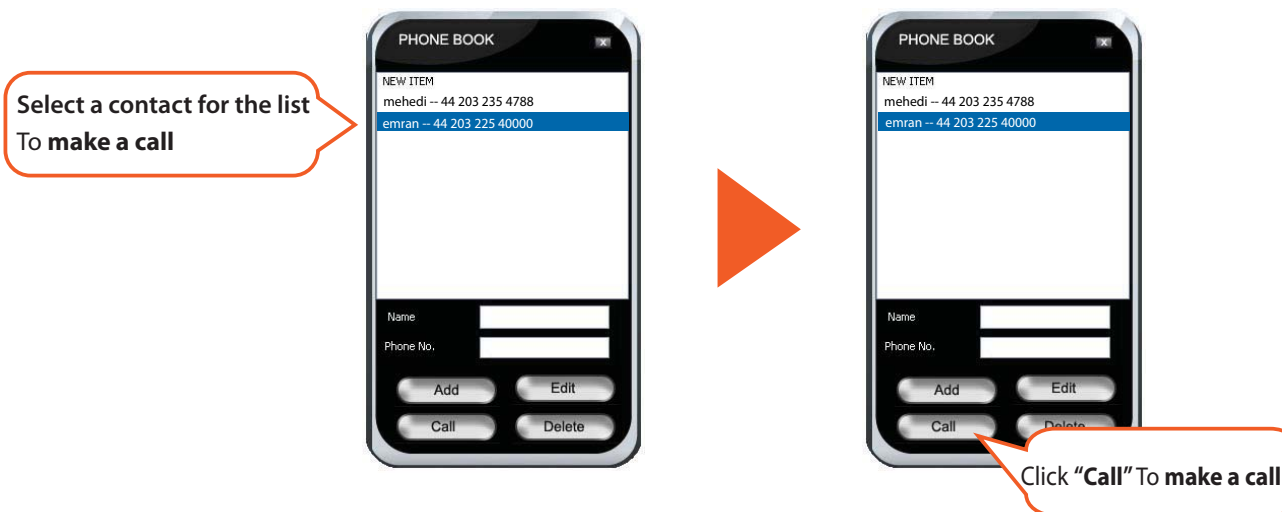 Select a contact for the list
To make a call
PHONE BOOK
x
NEW ITEM
mehedi -- 44 203 235 4788
emran -- 44 203 225 40000
Name
Phone No.
Add
Edit
Call
Delete
PHONE BOOK
x
NEW ITEM
mehedi -- 44 203 235 4788
emran -- 44 203 225 40000
Name
Phone No.
Add
Edit
Call
Delete
Click “Call” To make a call